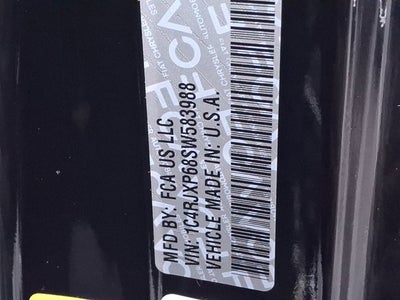 MFD BY: FCA US LLC
VIN: 1C4RJXP68SW583988
VEHICLE MADE IN: U.S.A.